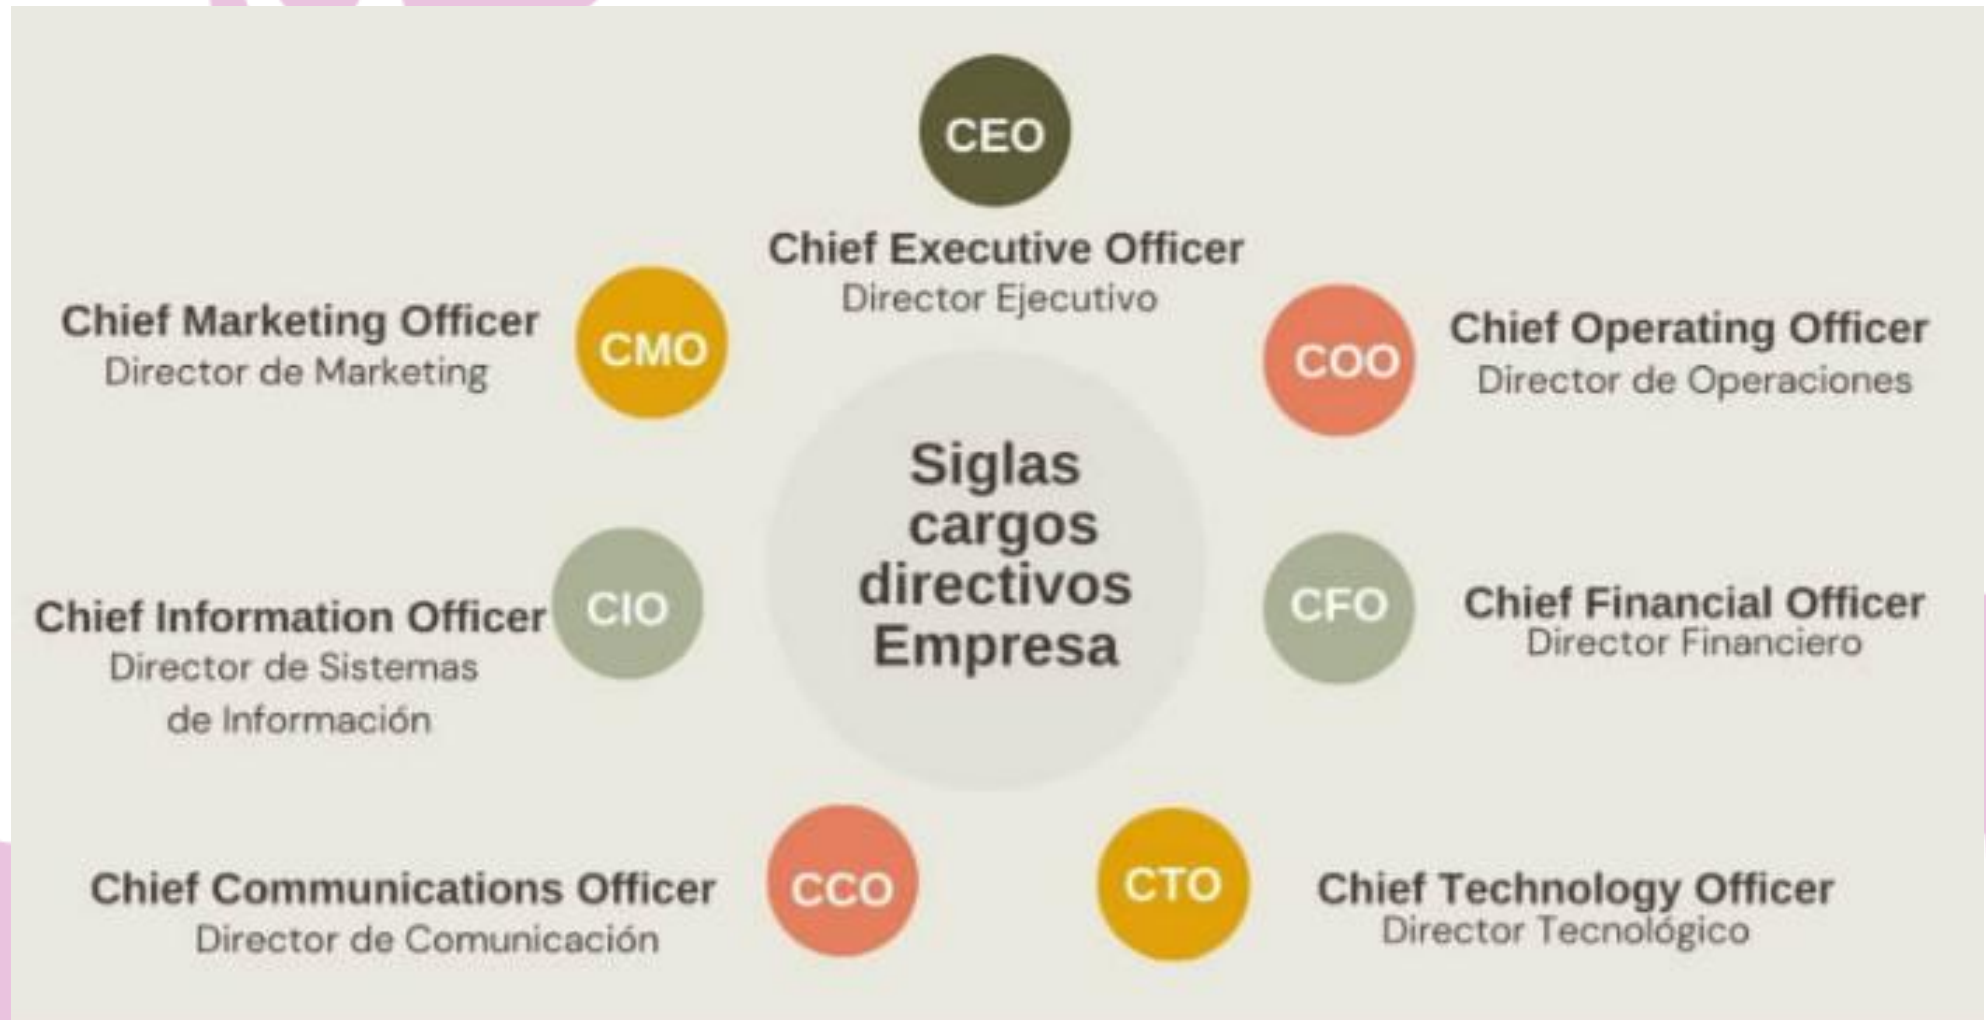 CEO
Chief Executive Officer
Director Ejecutivo
CMO
Chief Marketing Officer
Director de Marketing
COO
Chief Operating Officer
Director de Operaciones
Siglas
cargos
directivos
Empresa
CIO
Chief Information Officer
Director de Sistemas
de Información
CFO
Chief Financial Officer
Director Financiero
CCO
Chief Communications Officer
Director de Comunicación
CTO
Chief Technology Officer
Director Tecnológico